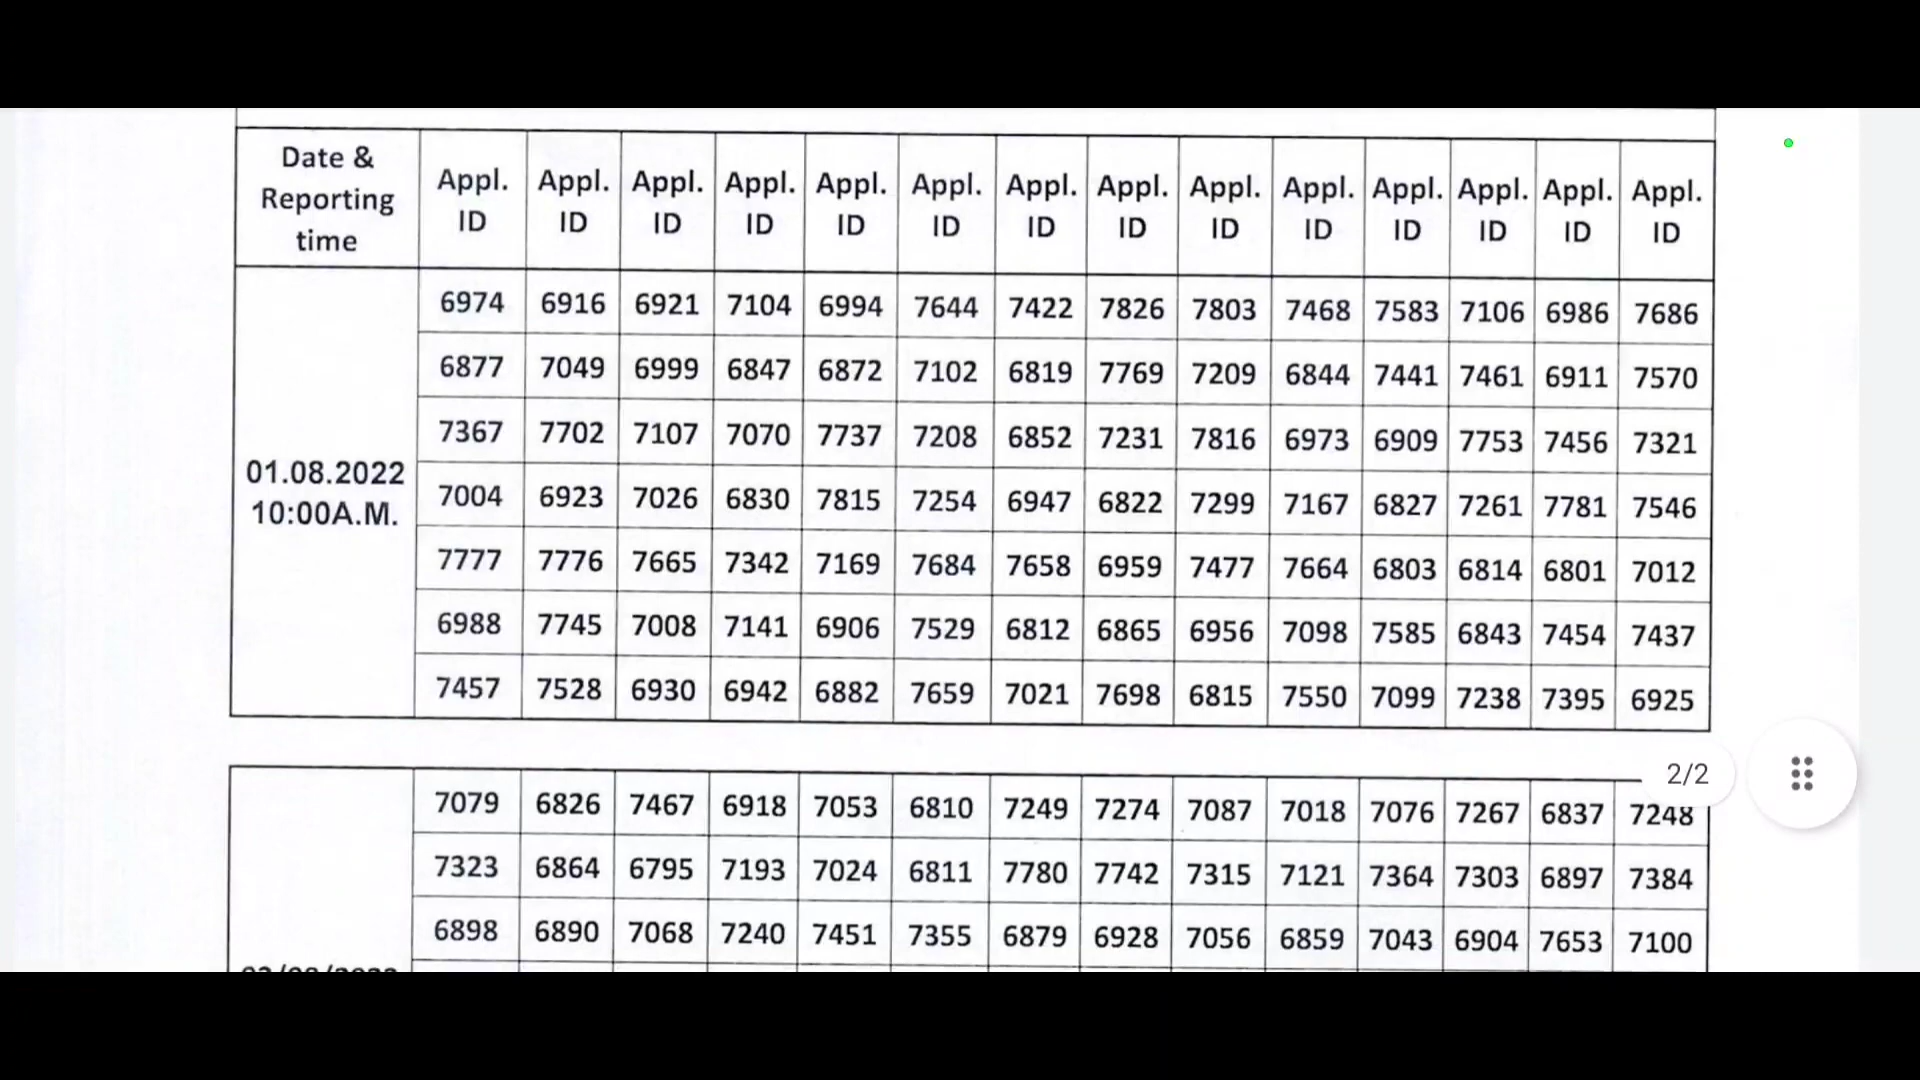 Date & Reporting time Appl. ID Appl. ID Appl. ID Appl. ID Appl. ID Appl. ID Appl. ID Appl. ID Appl. ID Appl. ID Appl. ID Appl. ID Appl. ID Appl. ID
6974 6916 6921 7104 6994 7644 7422 7826 7803 7468 7583 7106 6986 7686
6877 7049 6999 6847 6872 7102 6819 7769 7209 6844 7441 7461 6911 7570
7367 7702 7107 7070 7737 7208 6852 7231 7816 6973 6909 7753 7456 7321
01.08.2022
10:00A.M.
7004 6923 7026 6830 7815 7254 6947 6822 7299 7167 6827 7261 7781 7546
7777 7776 7665 7342 7169 7684 7658 6959 7477 7664 6803 6814 6801 7012
6988 7745 7008 7141 6906 7529 6812 6865 6956 7098 7585 6843 7454 7437
7457 7528 6930 6942 6882 7659 7021 7698 6815 7550 7099 7238 7395 6925
2/2
7079 6826 7467 6918 7053 6810 7249 7274 7087 7018 7076 7267 6837 7248
7323 6864 6795 7193 7024 6811 7780 7742 7315 7121 7364 7303 6897 7384
6898 6890 7068 7240 7451 7355 6879 6928 7056 6859 7043 6904 7653 7100